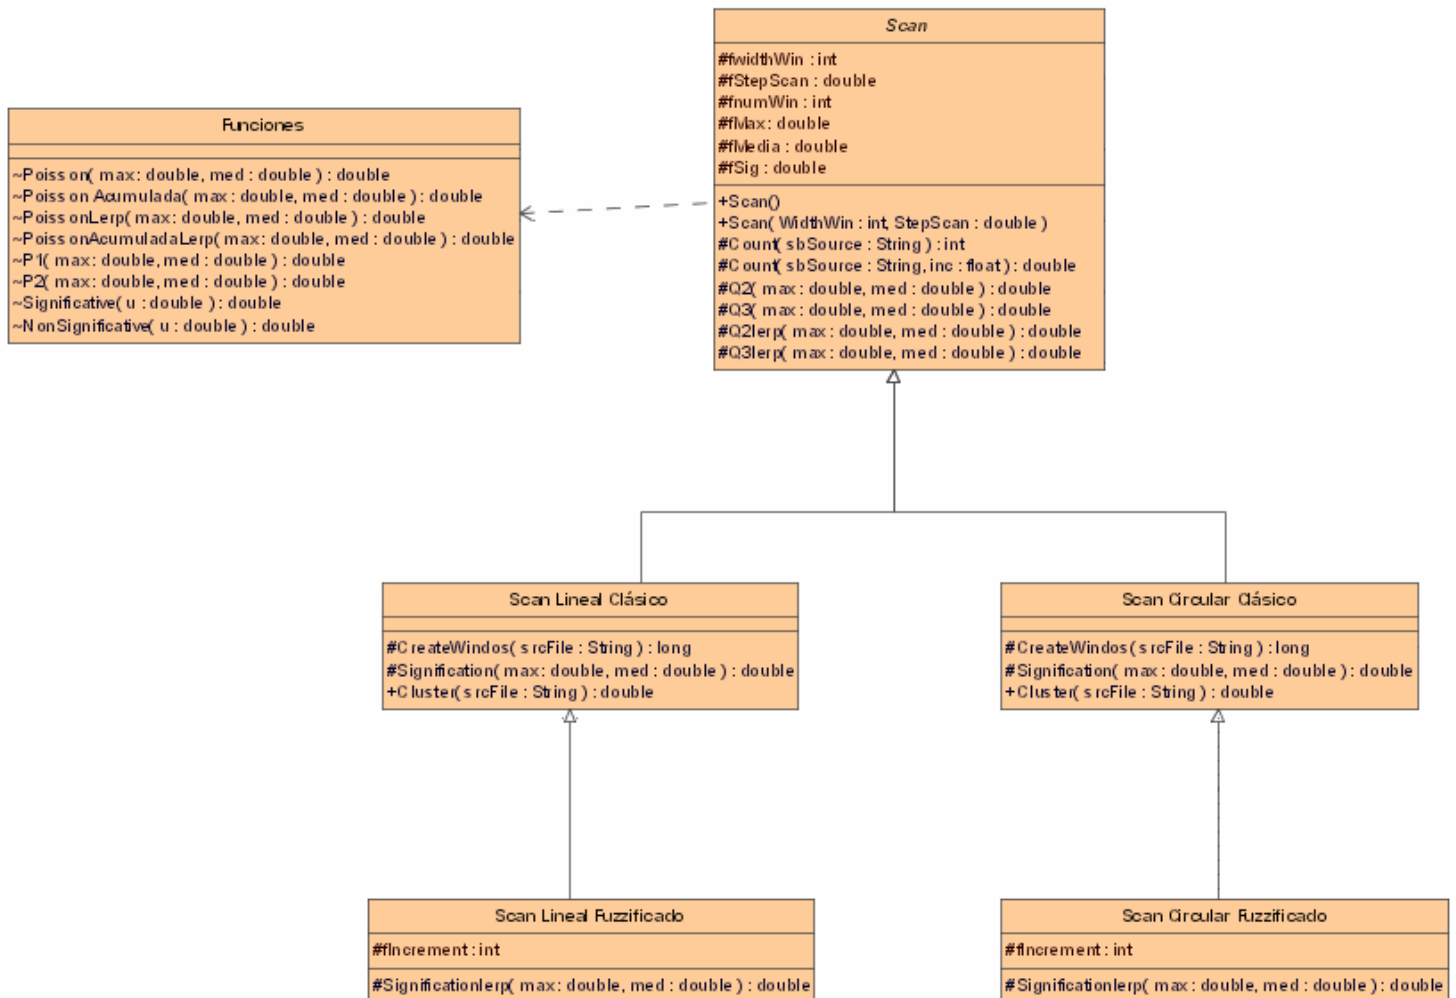 Scan
#fwidthWin : int
#fStepScan : double
#fnumWin : int
#fMax : double
#fMedia : double
#fSig : double
+Scan()
+Scan( WidthWin : int, StepScan : double )
#Count( sbSource : String ) : int
#Count( sbSource : String, inc : float ) : double
#Q2( max : double, med : double ) : double
#Q3( max : double, med : double ) : double
#Q2lerp( max : double, med : double ) : double
#Q3lerp( max : double, med : double ) : double
Funciones
~Poisson( max : double, med : double ) : double
~Poisson Acumulada( max : double, med : double ) : double
~PoissonLerp( max : double, med : double ) : double
~PoissonAcumuladaLerp( max : double, med : double ) : double
~P1( max : double, med : double ) : double
~P2( max : double, med : double ) : double
~Significative( u : double ) : double
~NonSignificative( u : double ) : double
Scan Lineal Clásico
#CreateWindos( srcFile : String ) : long
#Signification( max : double, med : double ) : double
+Cluster( srcFile : String ) : double
Scan Circular Clásico
#CreateWindos( srcFile : String ) : long
#Signification( max : double, med : double ) : double
+Cluster( srcFile : String ) : double
Scan Lineal Fuzzificado
#fIncrement : int
#Significationlerp( max : double, med : double ) : double
Scan Circular Fuzzificado
#fIncrement : int
#Significationlerp( max : double, med : double ) : double